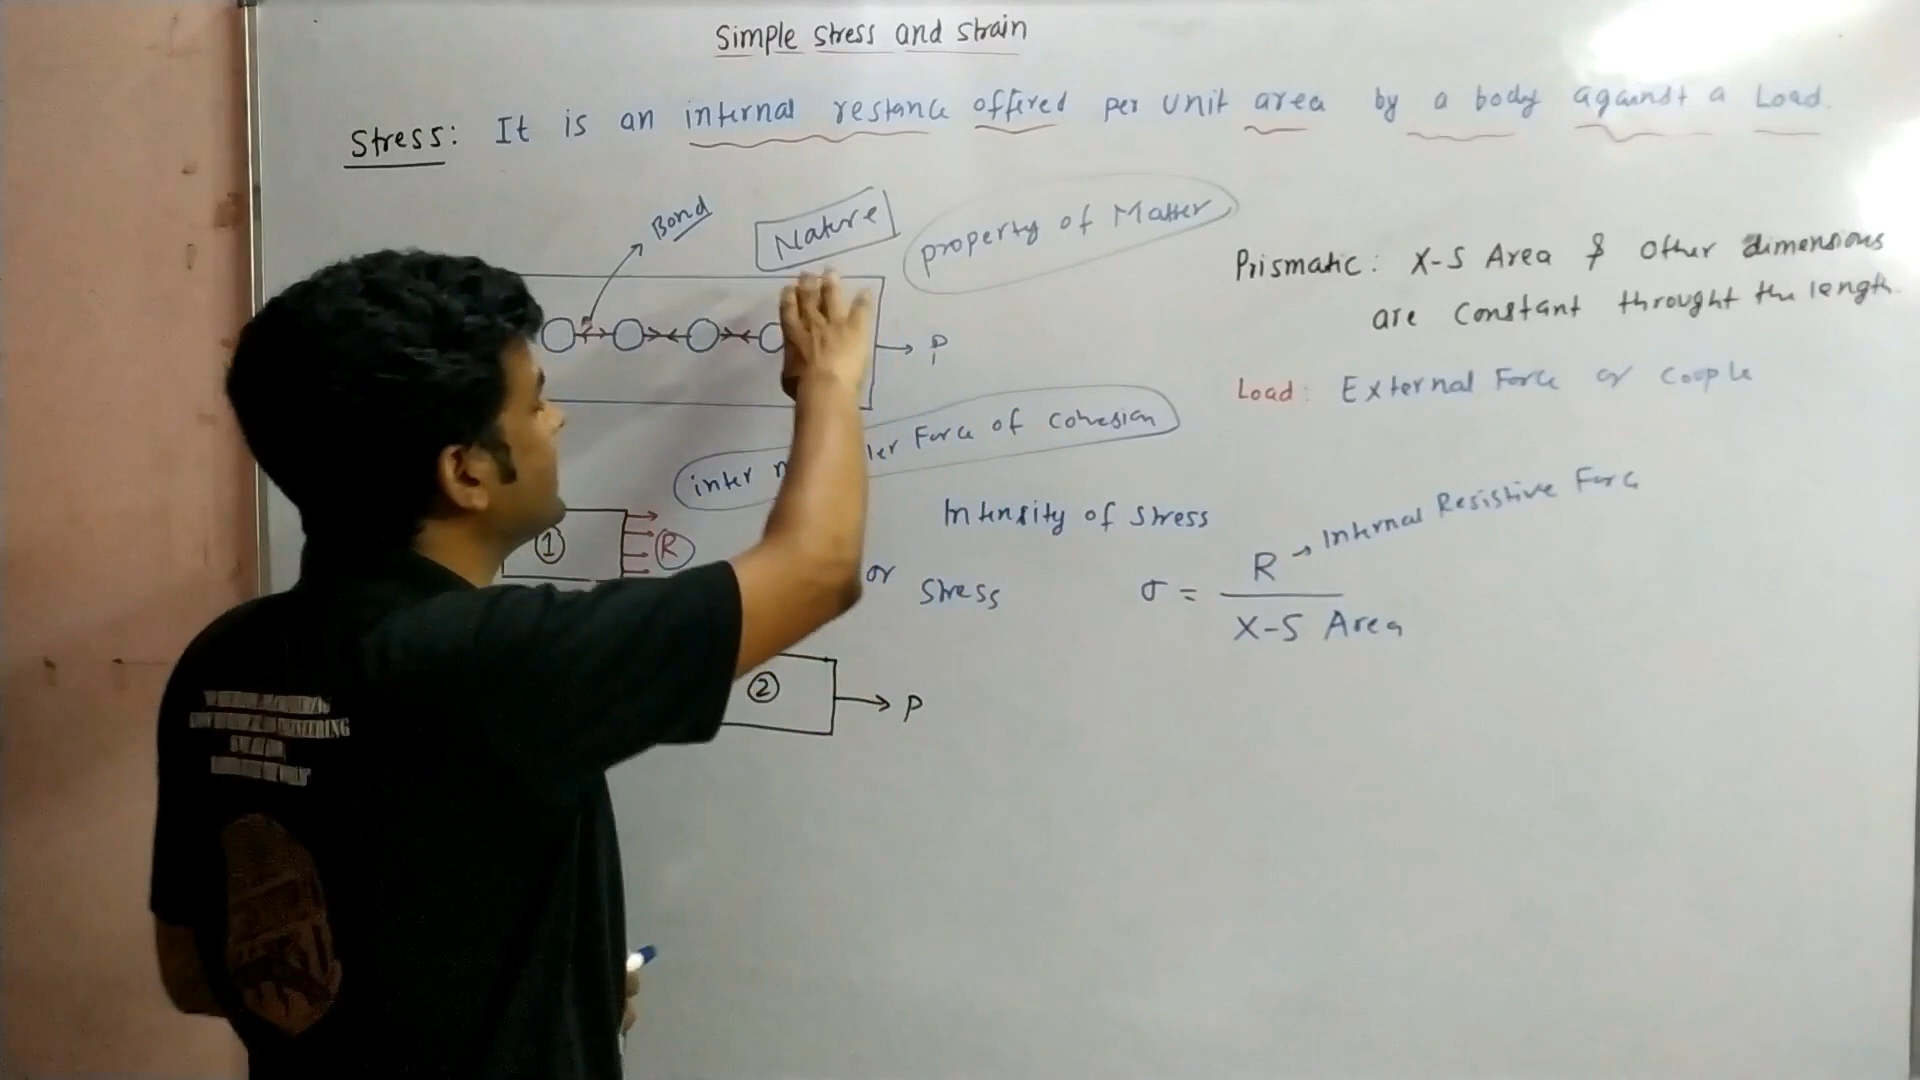 Simple stress and strain
Stress: It is an internal restance offered per unit area by a body against a Load.
Bond
Nature
property of Matter
Prismatic: X-S Area & Other dimensions
are constant throught the length.
P
Load: External Force or Couple
inter
ler Force of Cohesion
Intensity of stress
or
stress
σ = R → Internal Resistive Force
X-S Area
1
R
2
P